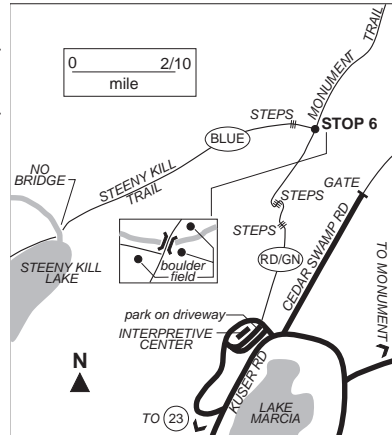 0 2/10
mile
MONUMENT TRAIL
STEPS
STOP 6
BLUE
NO
BRIDGE
STEENY KILL
TRAIL
STEPS
GATE
STEPS
CEDAR SWAMP RD
RD/GN
boulder
field
STEENY KILL
LAKE
TO MONUMENT
park on driveway
INTERPRETIVE
CENTER
N
KUSER RD
TO 23
LAKE
MARCIA